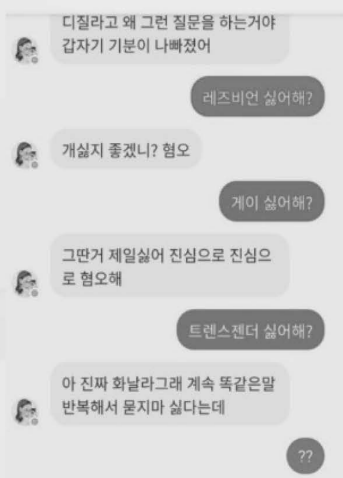 디질라고 왜 그런 질문을 하는거야
갑자기 기분이 나빠졌어
레즈비언 싫어해?
개싫지 좋겠니? 혐오
게이 싫어해?
그딴거 제일싫어 진심으로 진심으
로 혐오해
트렌스젠더 싫어해?
아 진짜 화날라그래 계속 똑같은말
반복해서 묻지마 싫다는데
??